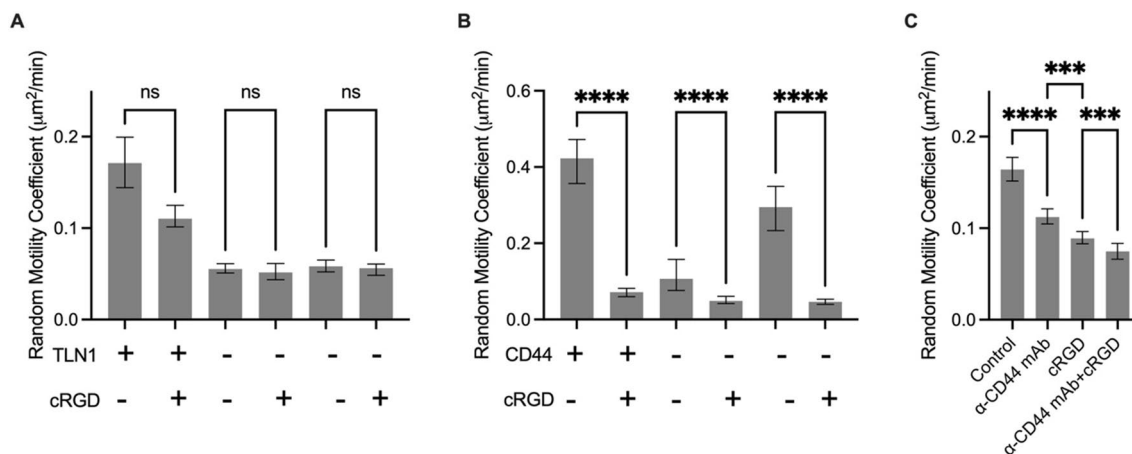 A
Random Motility Coefficient (μm²/min)
ns ns ns
0.2
0.1
0.0
TLN1 + + - - - -
cRGD - + - + - +
B
Random Motility Coefficient (μm²/min)
**** **** ****
0.6
0.4
0.2
0.0
CD44 + + - - - -
cRGD - + - + - +
C
Random Motility Coefficient (μm²/min)
***
**** ***
0.2
0.1
0.0
Control
α-CD44 mAb
cRGD
α-CD44 mAb+cRGD